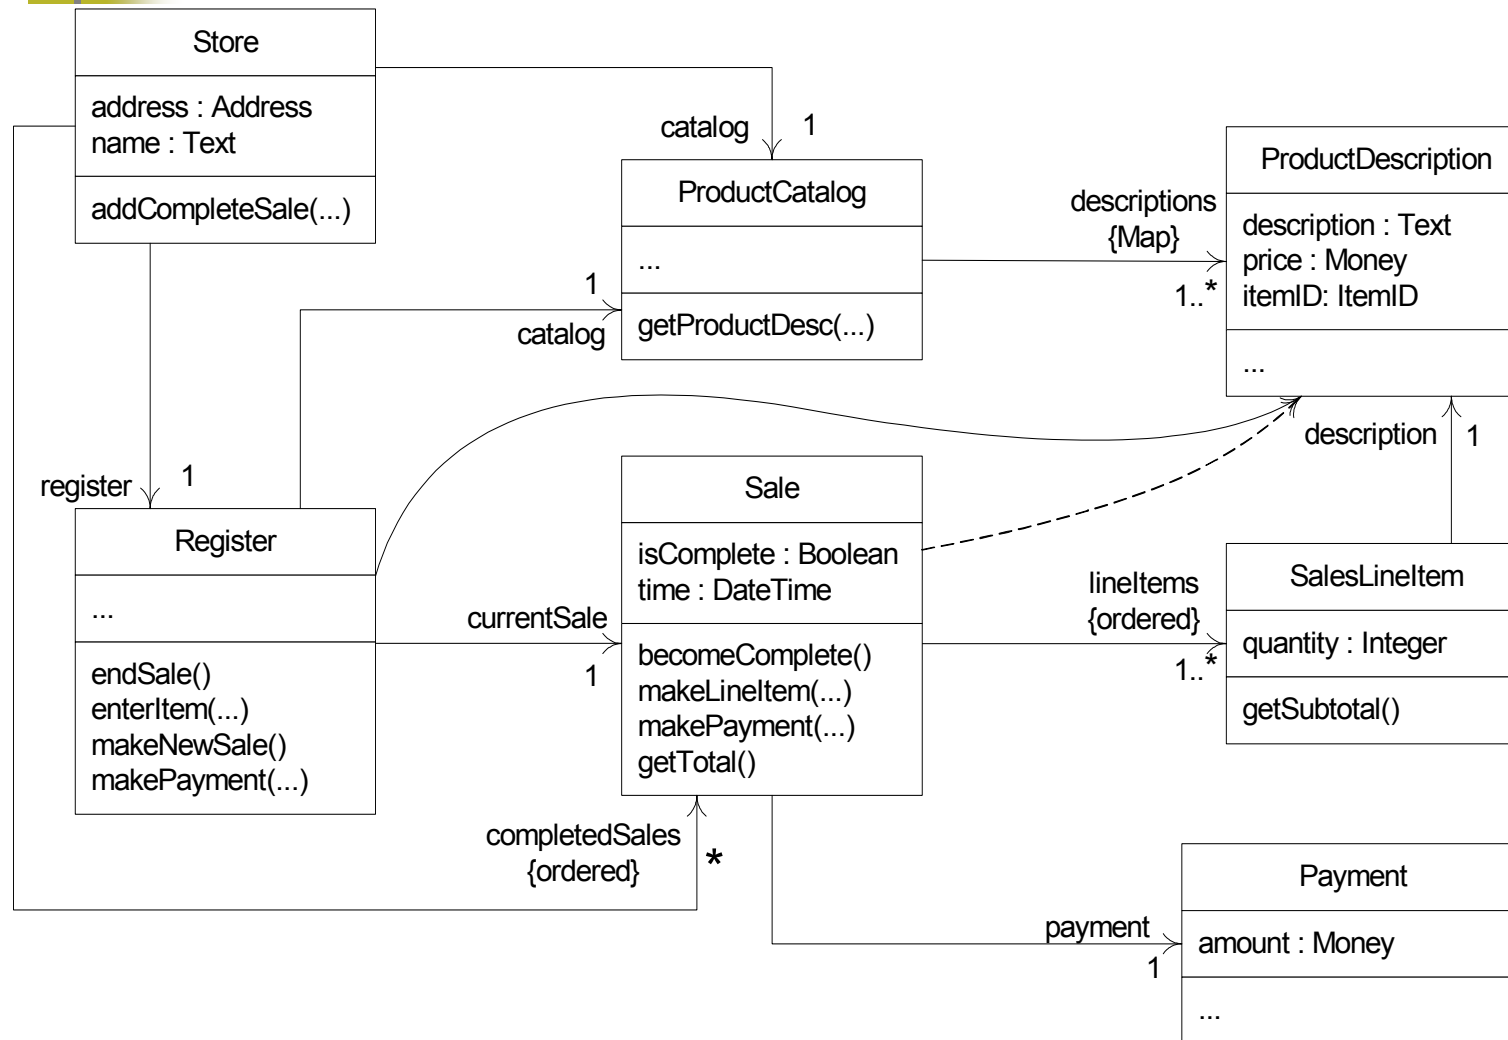 Store
address : Address
name : Text
addCompleteSale(...)
catalog
1
ProductCatalog
...
getProductDesc(...)
1
catalog
descriptions
{Map}
1..*
ProductDescription
description : Text
price : Money
itemID: ItemID
...
description
1
register
1
Register
...
endSale()
enterItem(...)
makeNewSale()
makePayment(...)
currentSale
1
Sale
isComplete : Boolean
time : DateTime
becomeComplete()
makeLineItem(...)
makePayment(...)
getTotal()
lineItems
{ordered}
1..*
SalesLineItem
quantity : Integer
getSubtotal()
completedSales
{ordered}
*
payment
1
Payment
amount : Money
...